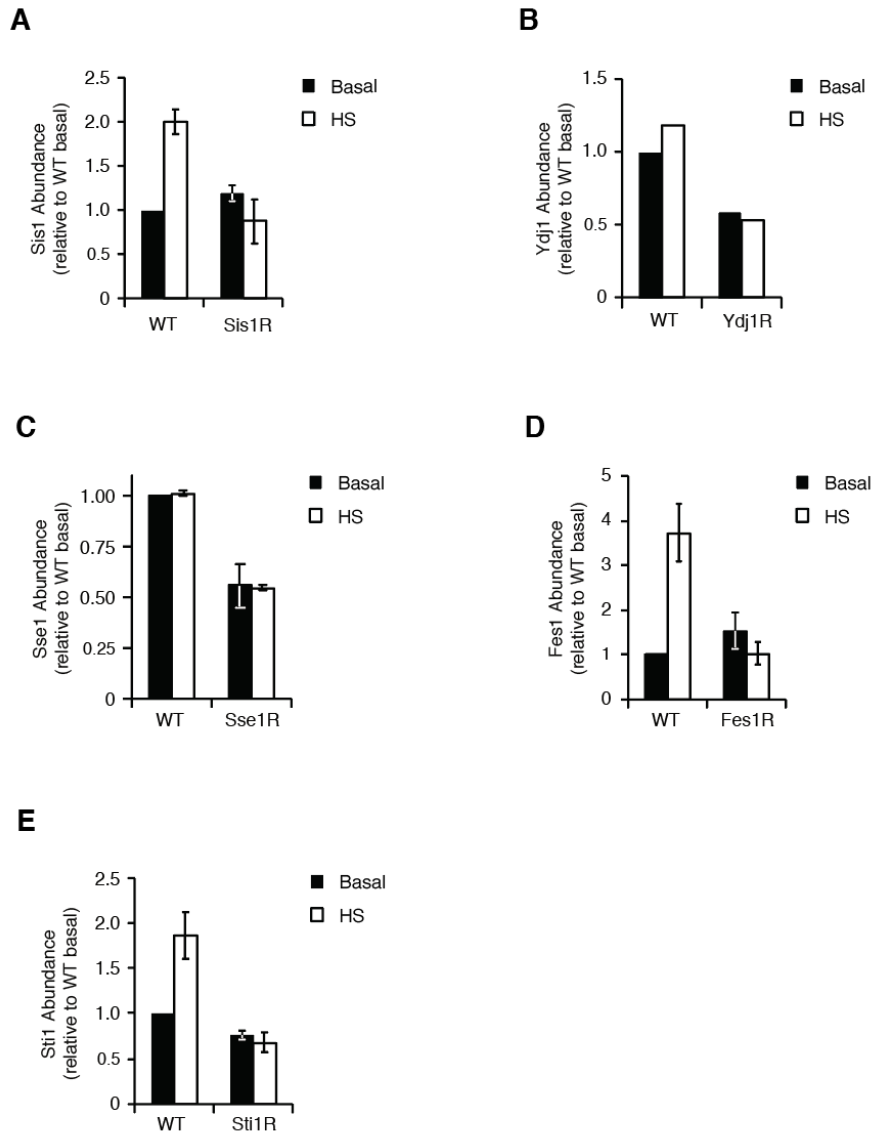 A
Sis1 Abundance
(relative to WT basal)
2.5
2.0
1.5
1.0
0.5
0
WT
Sis1R
Basal
HS
B
Ydj1 Abundance
(relative to WT basal)
1.5
1.0
0.5
0
WT
Ydj1R
Basal
HS
C
Sse1 Abundance
(relative to WT basal)
1.00
0.75
0.50
0.25
0
WT
Sse1R
Basal
HS
D
Fes1 Abundance
(relative to WT basal)
5
4
3
2
1
0
WT
Fes1R
Basal
HS
E
Sti1 Abundance
(relative to WT basal)
2.5
2.0
1.5
1.0
0.5
0
WT
Sti1R
Basal
HS